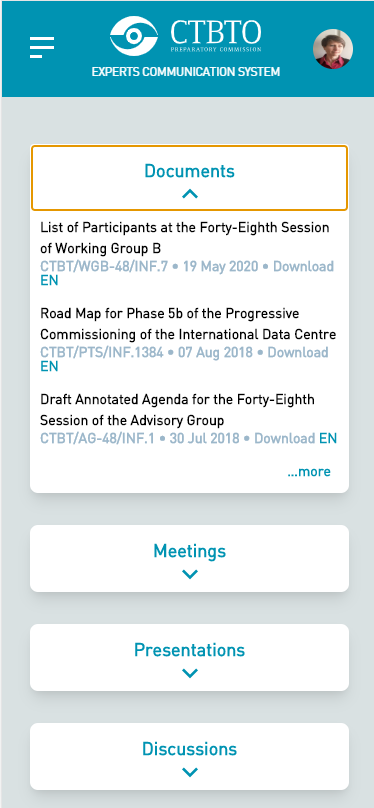 CTBTO
PREPARATORY COMMISSION
EXPERTS COMMUNICATION SYSTEM
Documents
List of Participants at the Forty-Eighth Session
of Working Group B
CTBT/WGB-48/INF.7 • 19 May 2020 • Download
EN
Road Map for Phase 5b of the Progressive
Commissioning of the International Data Centre
CTBT/PTS/INF.1384 • 07 Aug 2018 • Download
EN
Draft Annotated Agenda for the Forty-Eighth
Session of the Advisory Group
CTBT/AG-48/INF.1 • 30 Jul 2018 • Download EN
...more
Meetings
Presentations
Discussions